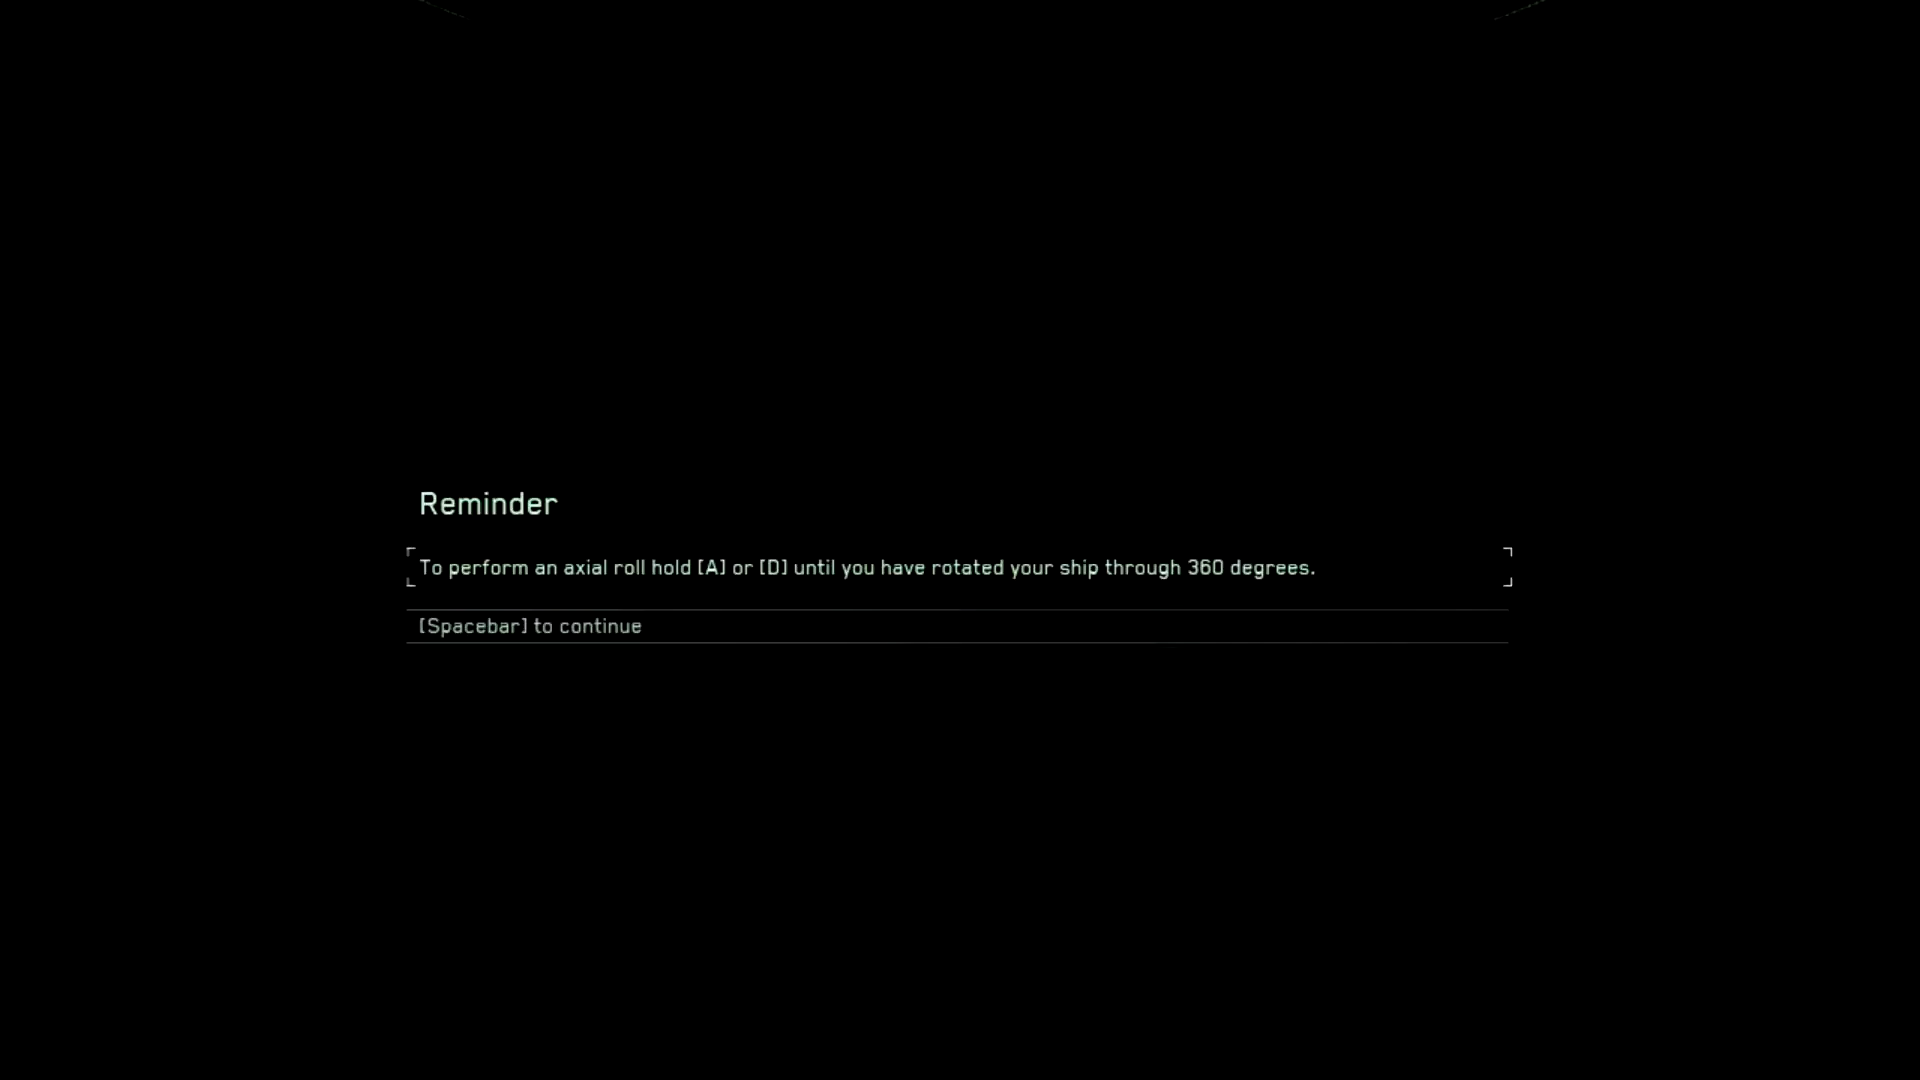 Reminder
To perform an axial roll hold [A] or [D] until you have rotated your ship through 360 degrees.
[Spacebar] to continue